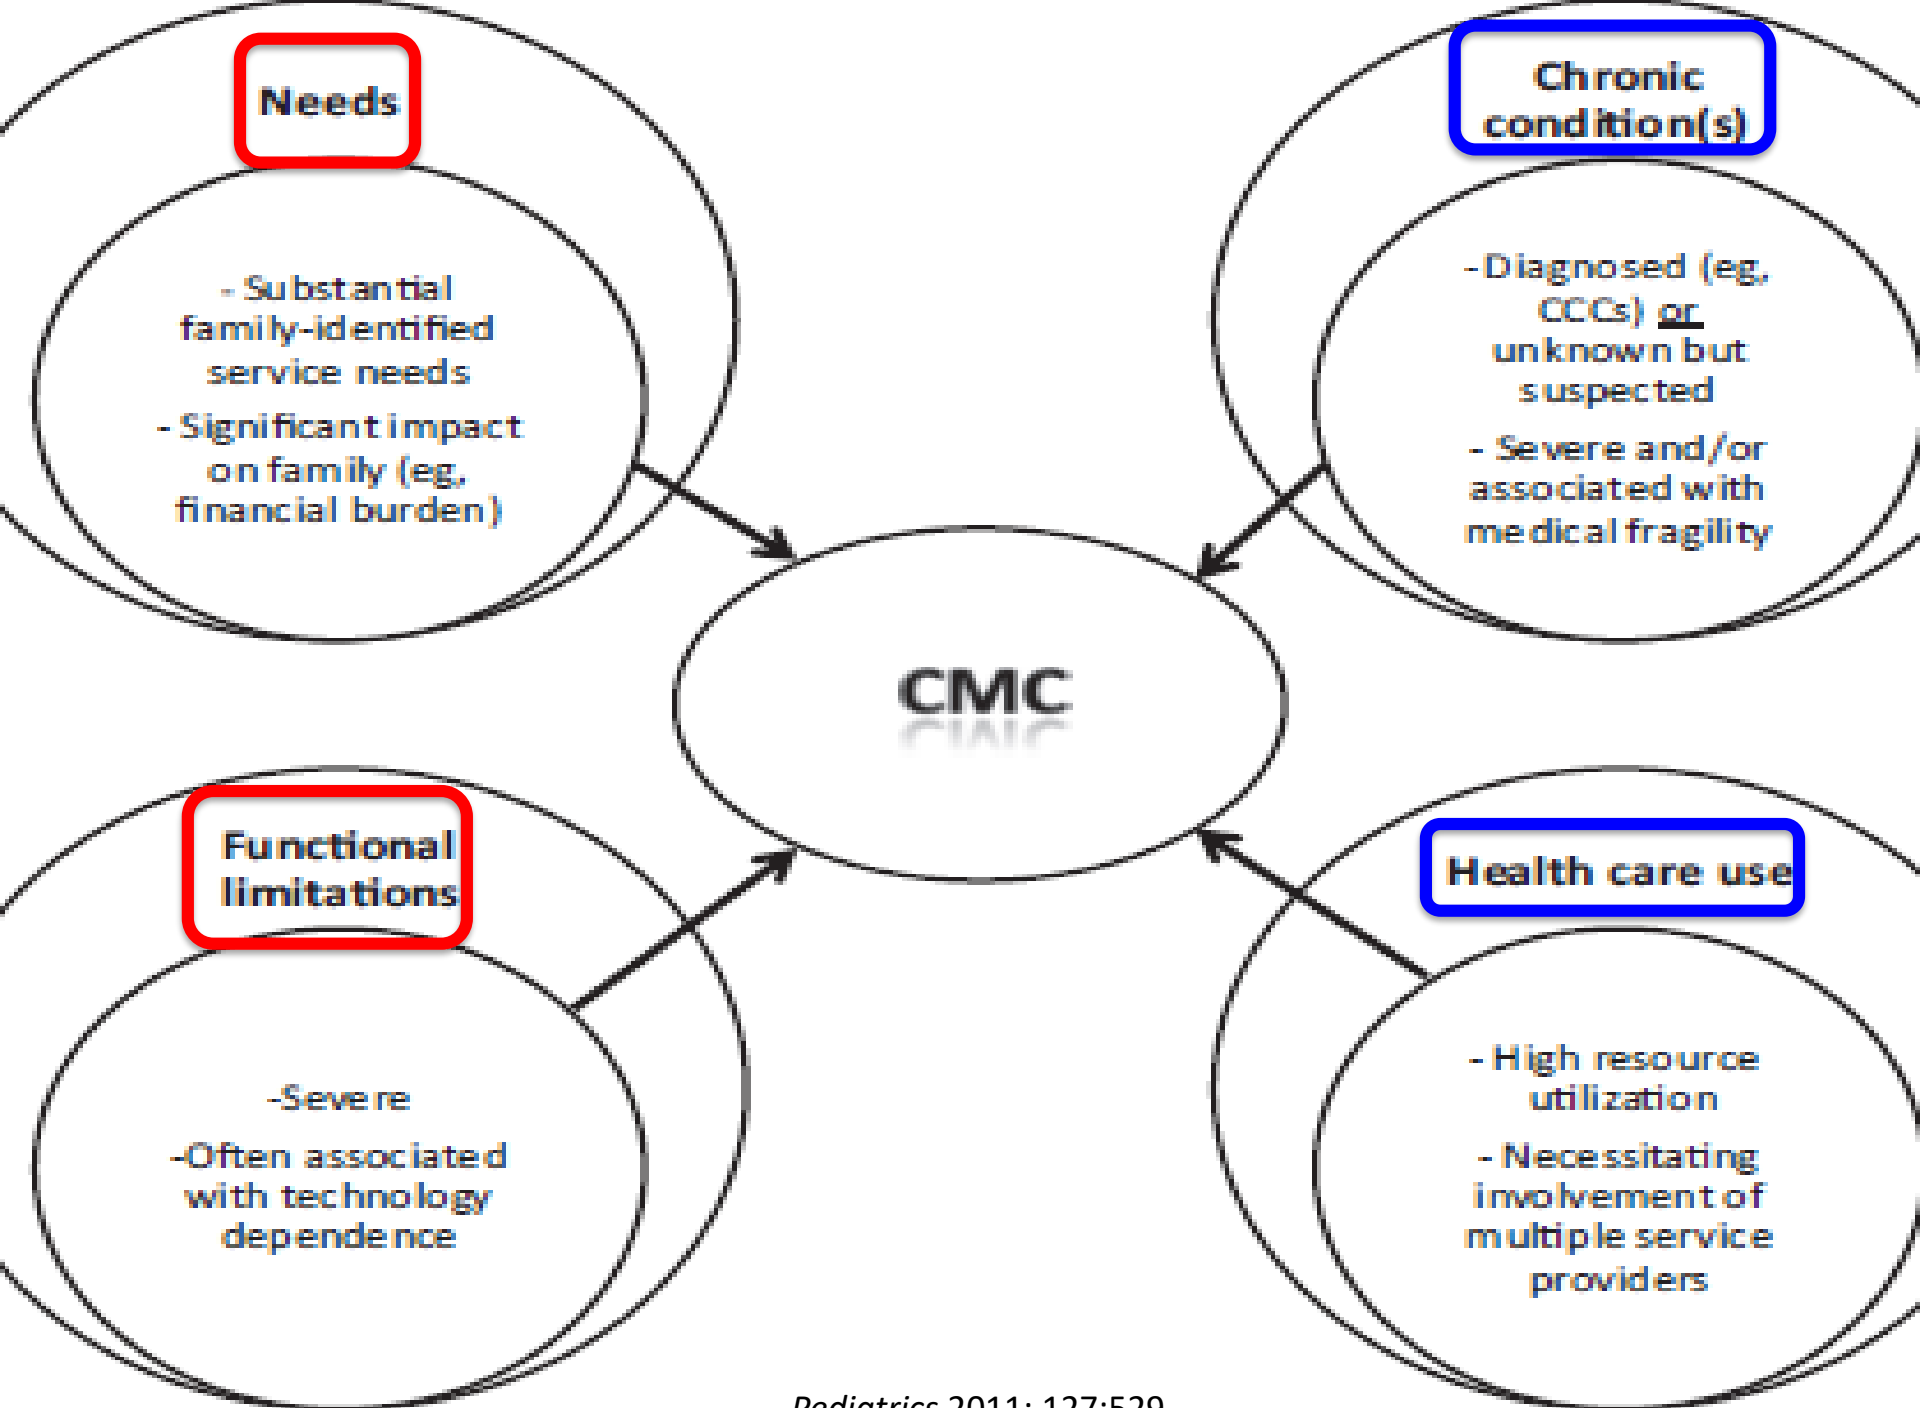 Needs
- Substantial
family-identified
service needs
- Significant impact
on family (eg,
financial burden)
Chronic
condition(s)
-Diagnosed (eg,
CCCs) or
unknown but
suspected
- Severe and/or
associated with
medical fragility
CMC
Functional
limitations
-Severe
-Often associated
with technology
dependence
Health care use
- High resource
utilization
- Necessitating
involvement of
multiple service
providers
Pediatrics 2011; 127:529